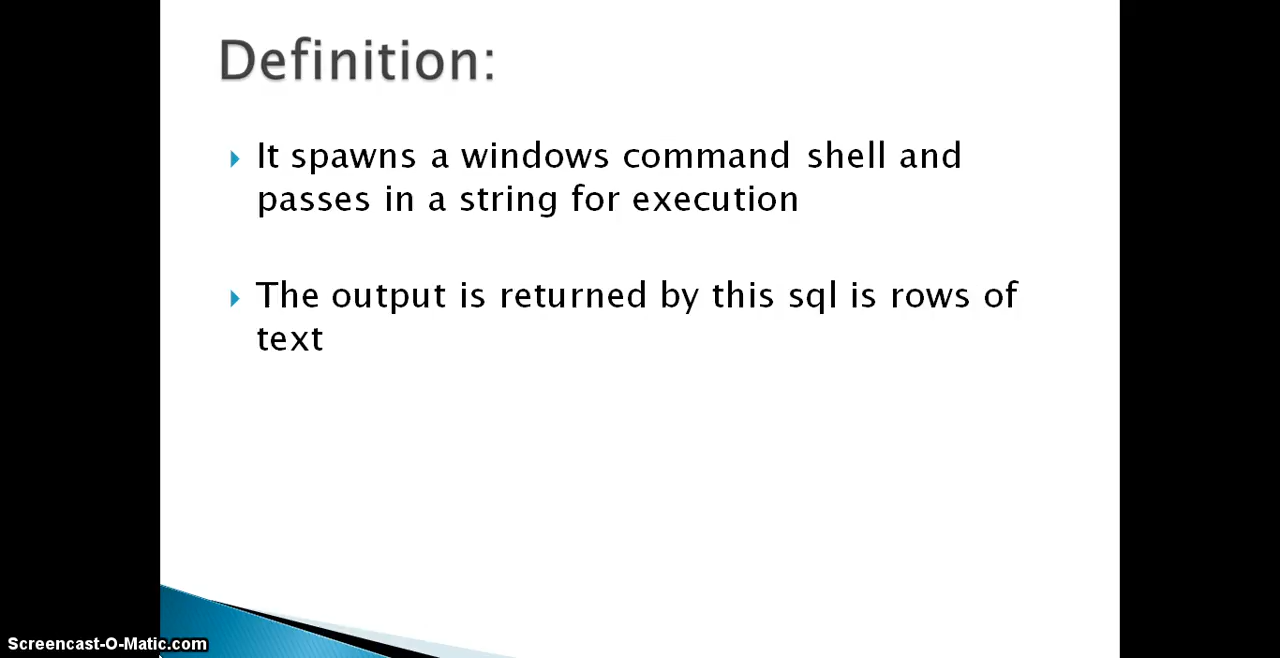 Definition:
It spawns a windows command shell and
passes in a string for execution
The output is returned by this sql is rows of
text
Screencast-O-Matic.com